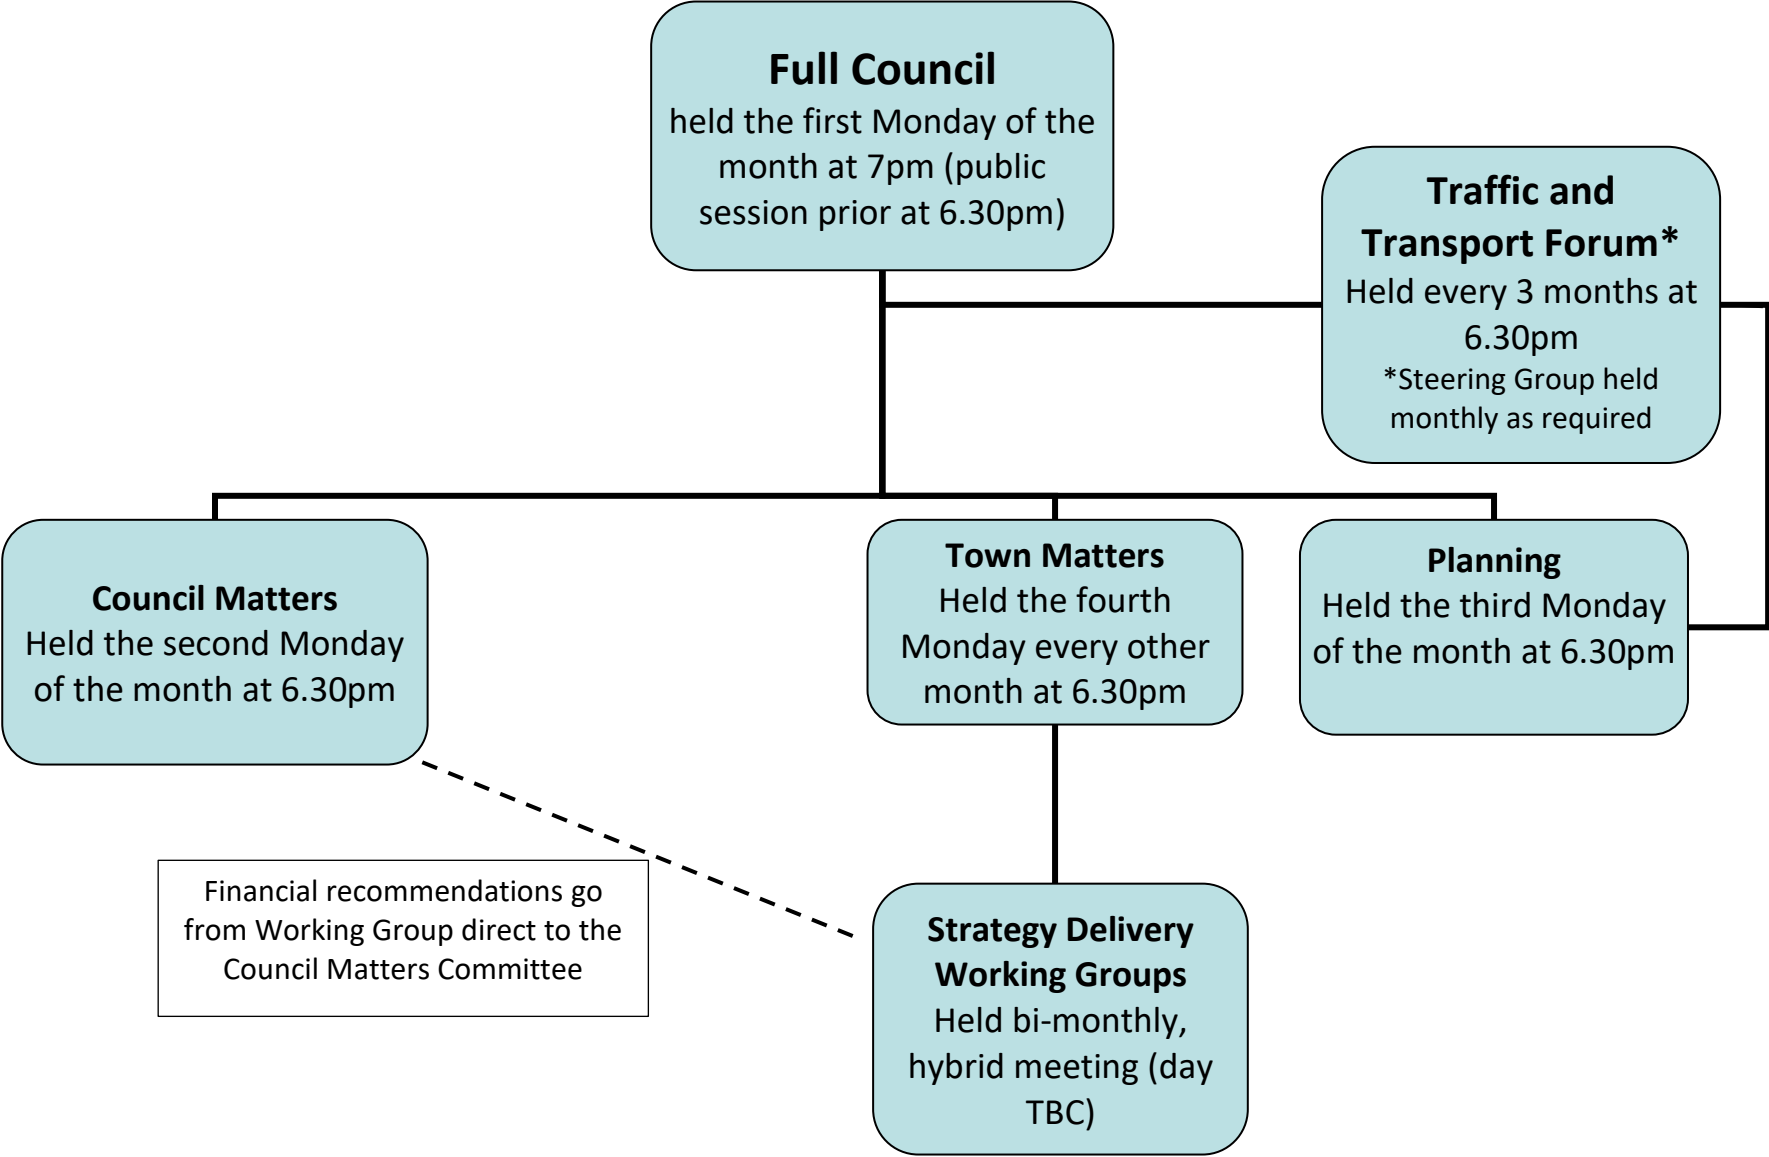 Full Council
held the first Monday of the
month at 7pm (public
session prior at 6.30pm)
Traffic and
Transport Forum*
Held every 3 months at
6.30pm
*Steering Group held
monthly as required
Council Matters
Held the second Monday
of the month at 6.30pm
Town Matters
Held the fourth
Monday every other
month at 6.30pm
Planning
Held the third Monday
of the month at 6.30pm
Financial recommendations go
from Working Group direct to the
Council Matters Committee
Strategy Delivery
Working Groups
Held bi-monthly,
hybrid meeting (day
TBC)